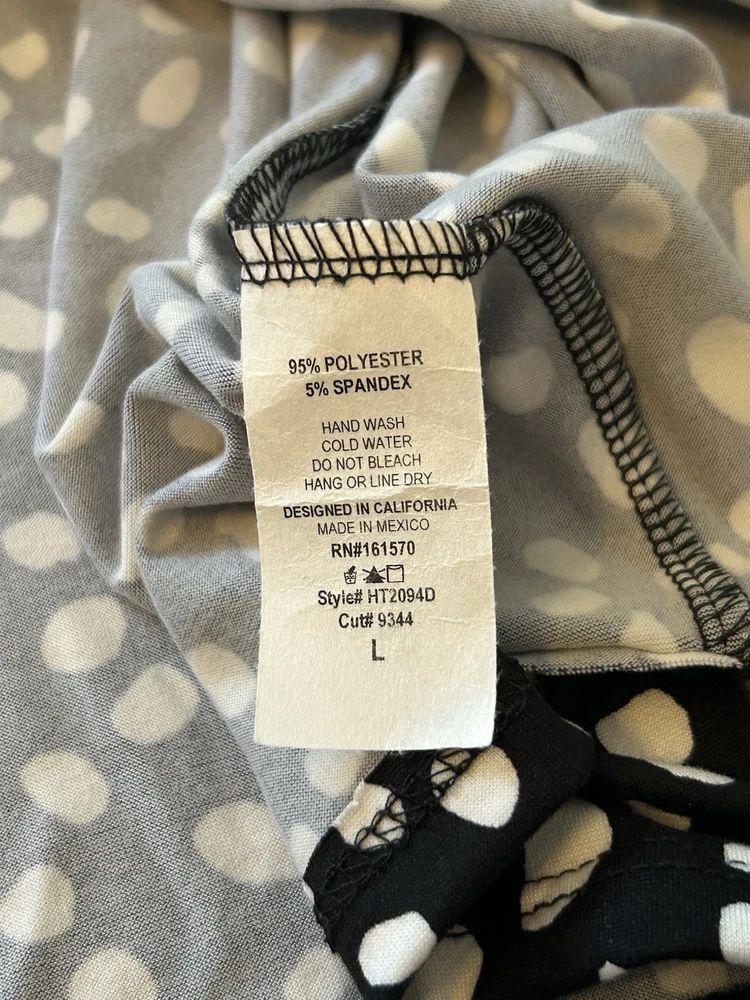 95% POLYESTER
5% SPANDEX
HAND WASH
COLD WATER
DO NOT BLEACH
HANG OR LINE DRY
DESIGNED IN CALIFORNIA
MADE IN MEXICO
RN#161570
Style# HT2094D
Cut# 9344
L